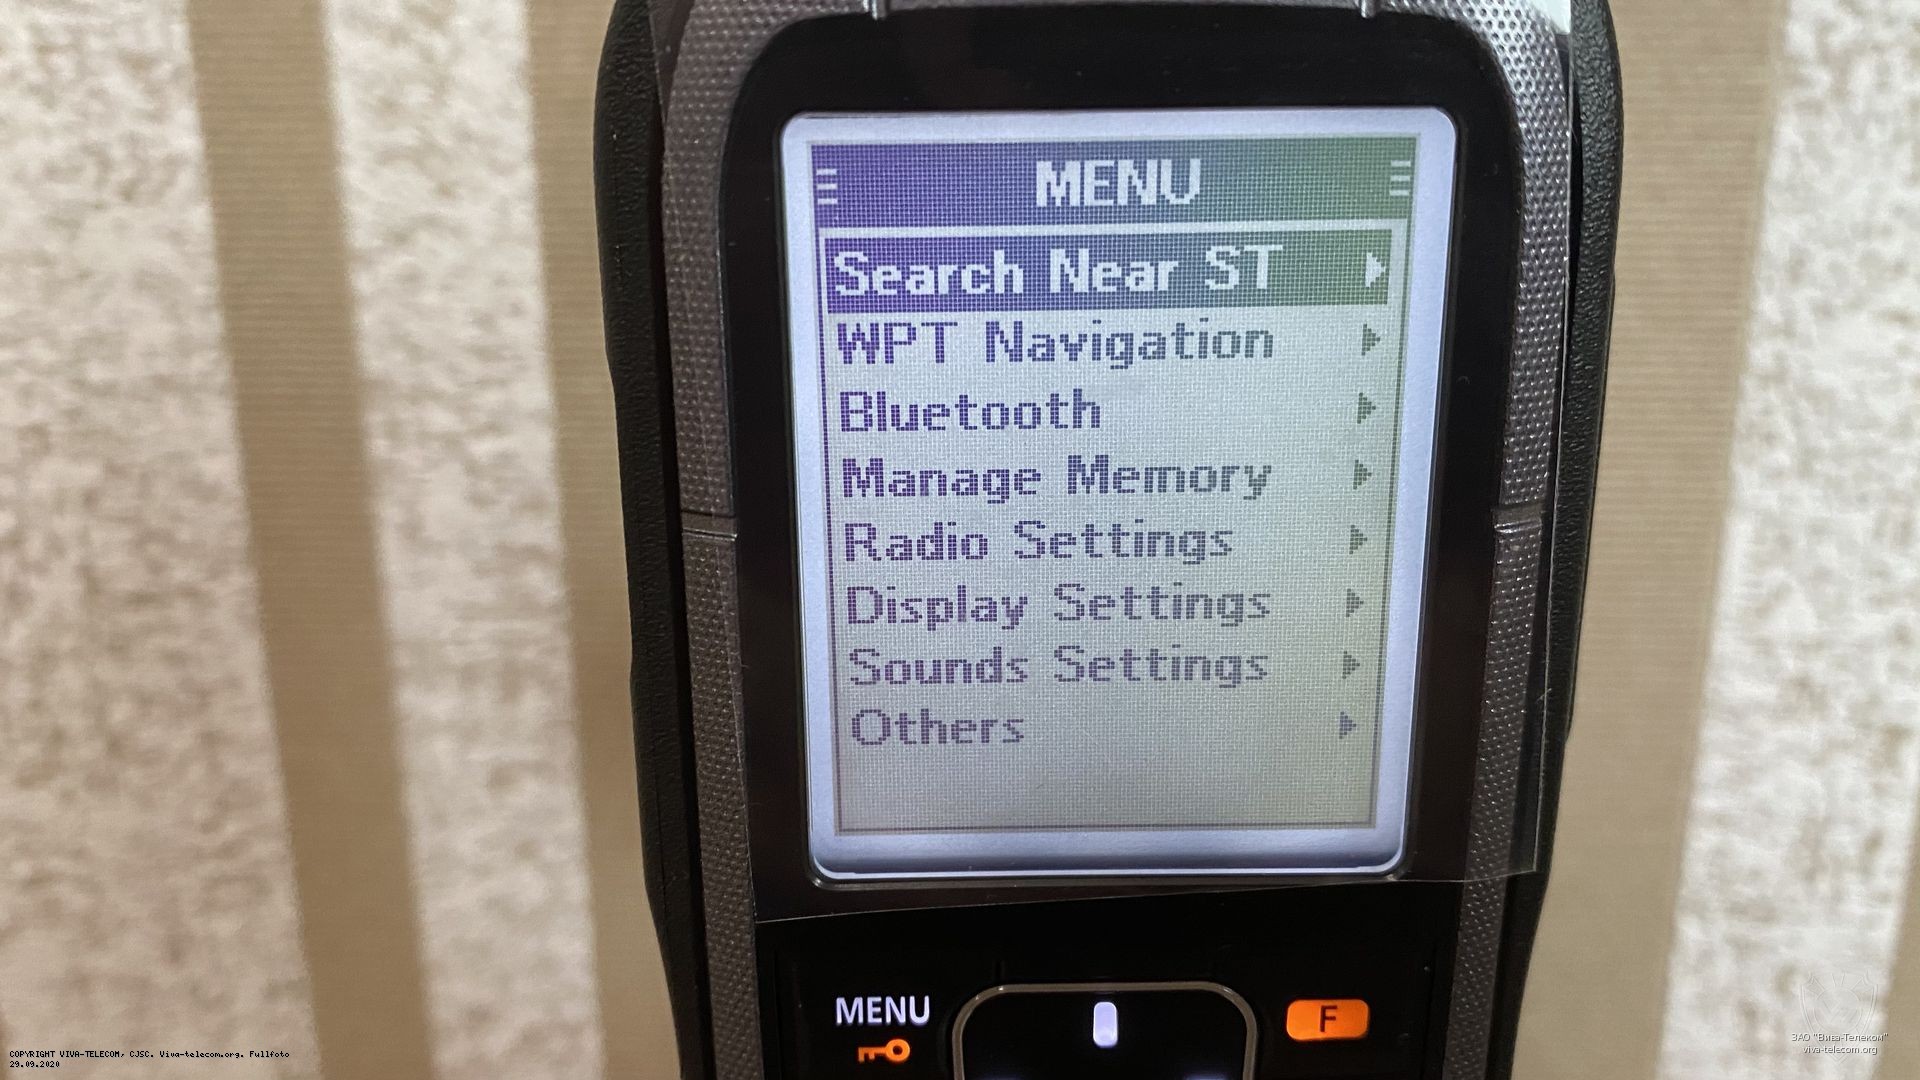 MENU
Search Near ST
WPT Navigation
Bluetooth
Manage Memory
Radio Settings
Display Settings
Sounds Settings
Others
MENU
F
COPYRIGHT VIVA-TELECOM, CJSC. Viva-telecom.org. Fullfoto
29.09.2020
ЗАО "Вива-Телеком"
viva-telecom.org